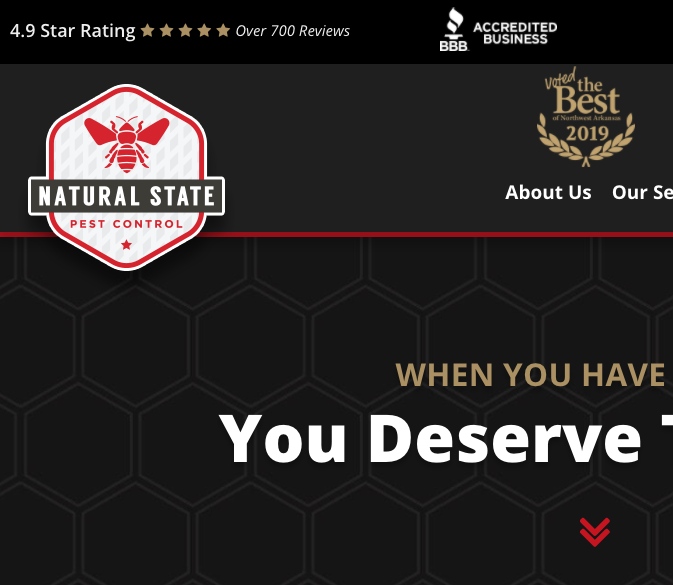 4.9 Star Rating Over 700 Reviews
BBB.
ACCREDITED
BUSINESS
Voted the
Best
of Northwest Arkansas
2019
NATURAL STATE
PEST CONTROL
About Us Our Se
WHEN YOU HAVE
You Deserve